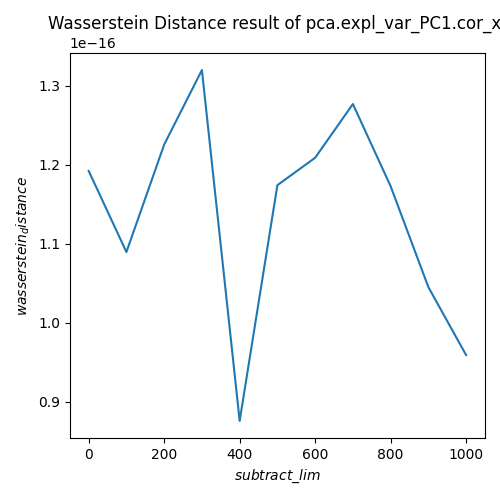 Wasserstein Distance result of pca.expl_var_PC1.cor_x
1e−16
1.3
1.2
1.1
1.0
0.9
wasserstein_distance
0 200 400 600 800 1000
subtract_lim